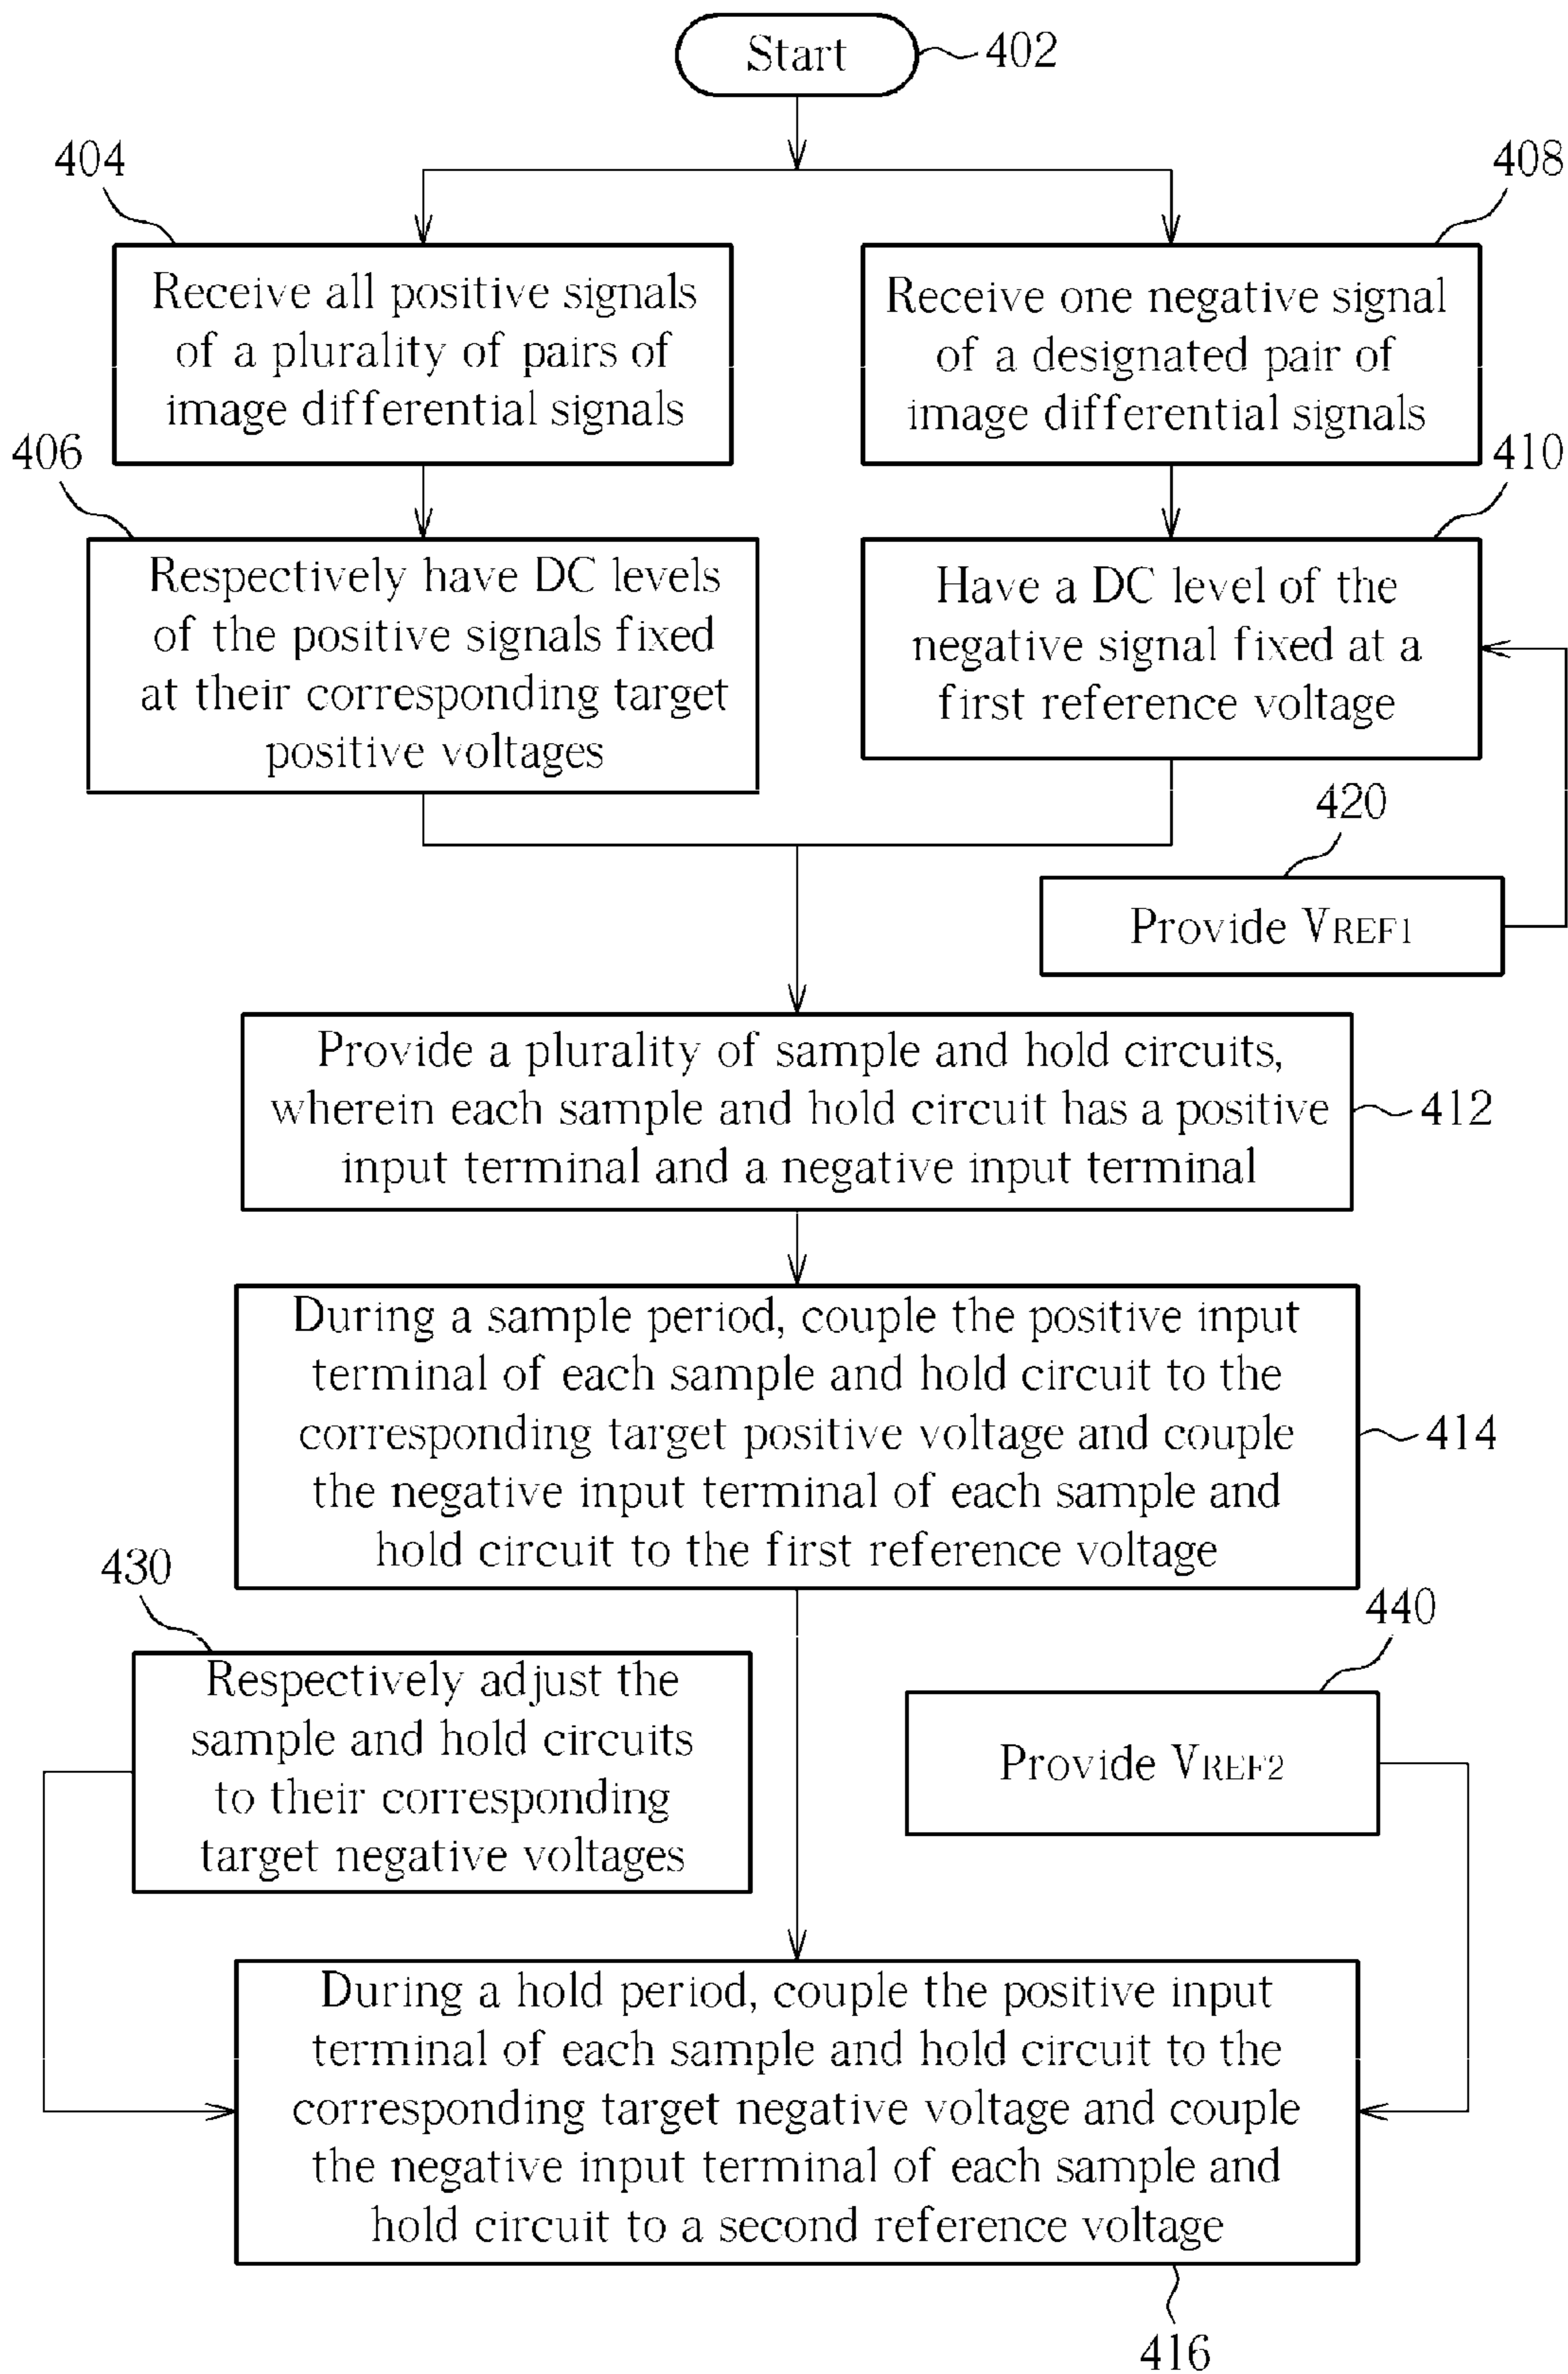 Start
402
404
408
Receive all positive signals
of a plurality of pairs of
image differential signals
Receive one negative signal
of a designated pair of
image differential signals
406
410
Respectively have DC levels
of the positive signals fixed
at their corresponding target
positive voltages
Have a DC level of the
negative signal fixed at a
first reference voltage
420
Provide VREF1
Provide a plurality of sample and hold circuits,
wherein each sample and hold circuit has a positive
input terminal and a negative input terminal
412
During a sample period, couple the positive input
terminal of each sample and hold circuit to the
corresponding target positive voltage and couple
the negative input terminal of each sample and
hold circuit to the first reference voltage
414
430
440
Respectively adjust the
sample and hold circuits
to their corresponding
target negative voltages
Provide VREF2
During a hold period, couple the positive input
terminal of each sample and hold circuit to the
corresponding target negative voltage and couple
the negative input terminal of each sample and
hold circuit to a second reference voltage
416